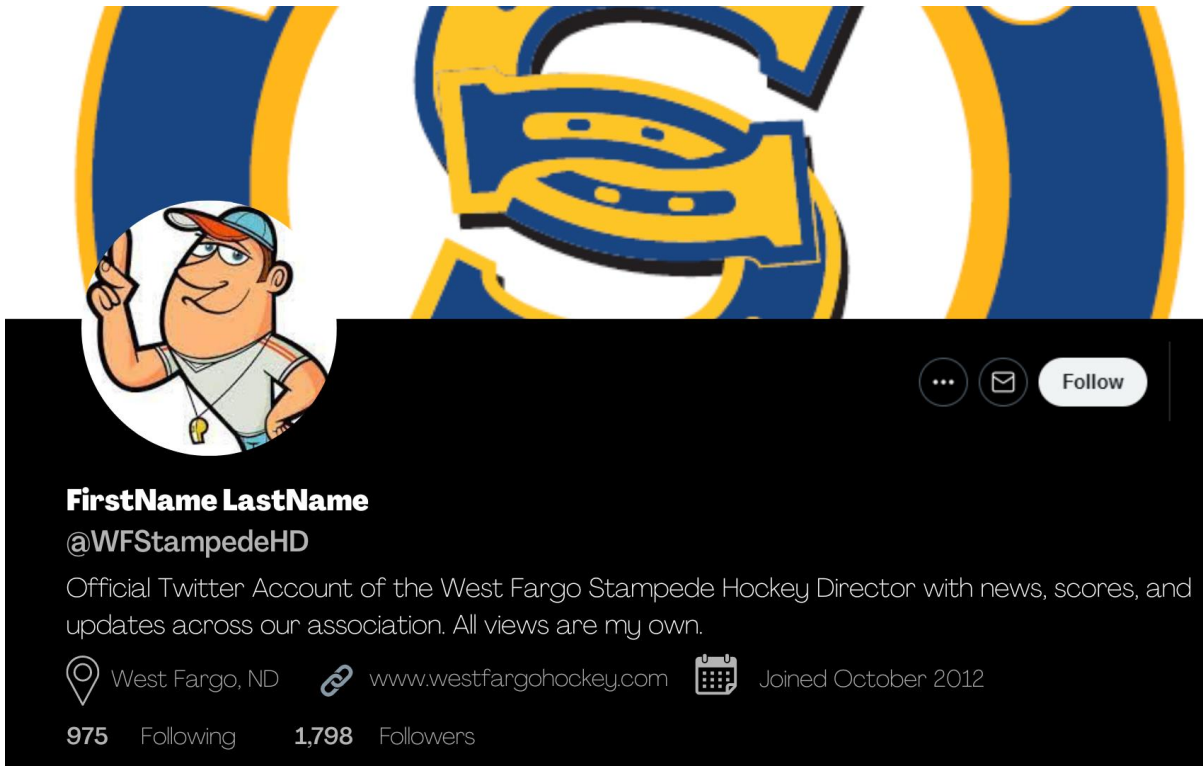 Follow
FirstName LastName
@WFStampedeHD
Official Twitter Account of the West Fargo Stampede Hockey Director with news, scores, and
updates across our association. All views are my own.
West Fargo, ND www.westfargohockey.com Joined October 2012
975 Following 1,798 Followers